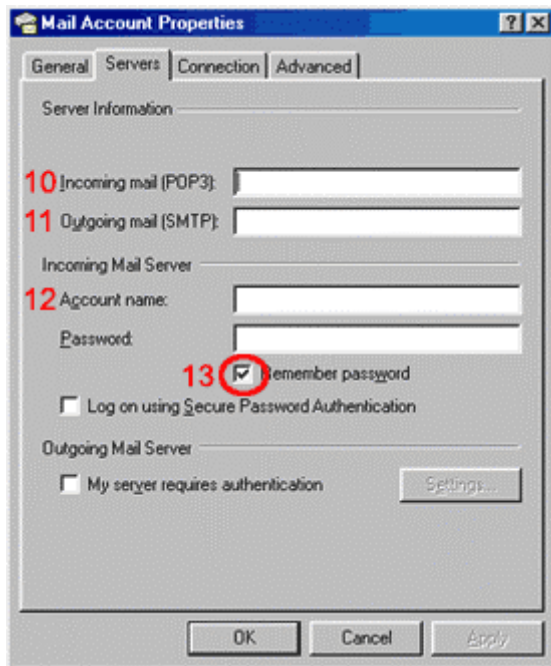 Mail Account Properties
General Servers Connection Advanced
Server Information
10 Incoming mail (POP3):
11 Outgoing mail (SMTP):
Incoming Mail Server
12 Account name:
Password:
13 Remember password
Log on using Secure Password Authentication
Outgoing Mail Server
My server requires authentication Settings...
OK Cancel Apply